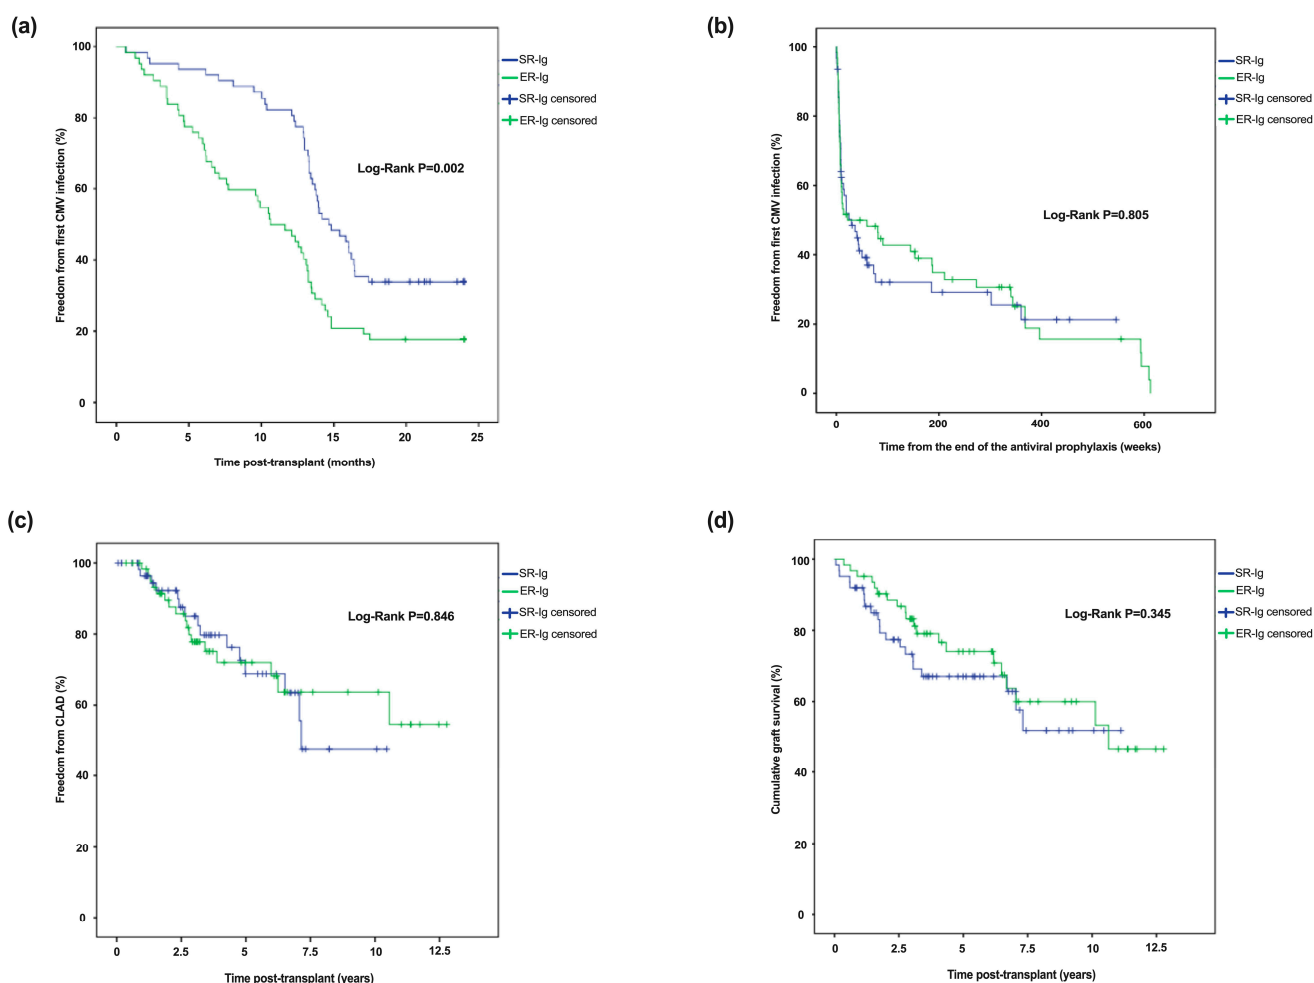 (a)
100
80
60
40
20
0
0 5 10 15 20 25
Freedom from first CMV infection (%)
Time post-transplant (months)
Log-Rank P=0.002
SR-Ig
ER-Ig
SR-Ig censored
ER-Ig censored
(b)
100
80
60
40
20
0
0 200 400 600
Freedom from first CMV infection (%)
Time from the end of the antiviral prophylaxis (weeks)
Log-Rank P=0.805
SR-Ig
ER-Ig
SR-Ig censored
ER-Ig censored
(c)
100
80
60
40
20
0
0 2.5 5 7.5 10 12.5
Freedom from CLAD (%)
Time post-transplant (years)
Log-Rank P=0.846
SR-Ig
ER-Ig
SR-Ig censored
ER-Ig censored
(d)
100
80
60
40
20
0
0 2.5 5 7.5 10 12.5
Cumulative graft survival (%)
Time post-transplant (years)
Log-Rank P=0.345
SR-Ig
ER-Ig
SR-Ig censored
ER-Ig censored